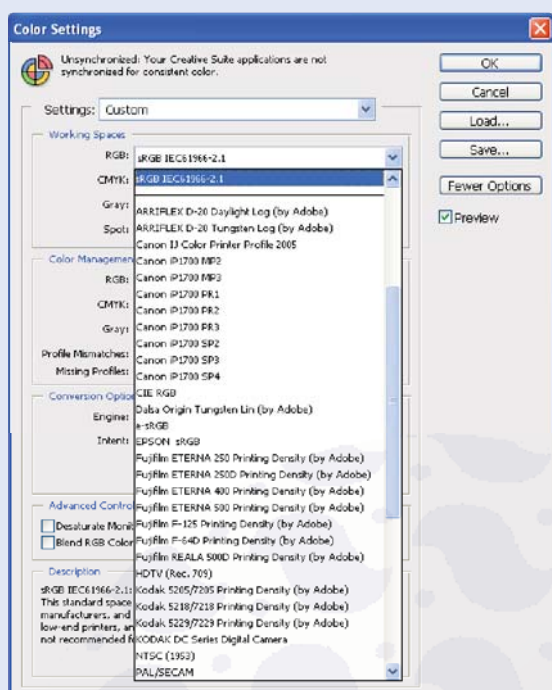 Color Settings
Unsynchronized: Your Creative Suite applications are not
synchronized for consistent color.
OK
Cancel
Load...
Save...
Fewer Options
Preview
Settings: Custom
Working Spaces
RGB: sRGB IEC61966-2.1
CMYK:
Gray:
Spot:
sRGB IEC61966-2.1
ARRIFLEX D-20 Daylight Log (by Adobe)
ARRIFLEX D-20 Tungsten Log (by Adobe)
Canon IJ Color Printer Profile 2005
Canon iP1700 MP2
Canon iP1700 MP3
Canon iP1700 PR1
Canon iP1700 PR2
Canon iP1700 PR3
Canon iP1700 SP2
Canon iP1700 SP3
Canon iP1700 SP4
CIE RGB
Dalsa Origin Tungsten Lin (by Adobe)
e-sRGB
EPSON sRGB
Fujifilm ETERNA 250 Printing Density (by Adobe)
Fujifilm ETERNA 250D Printing Density (by Adobe)
Fujifilm ETERNA 400 Printing Density (by Adobe)
Fujifilm ETERNA 500 Printing Density (by Adobe)
Fujifilm F-125 Printing Density (by Adobe)
Fujifilm F-64D Printing Density (by Adobe)
Fujifilm REALA 500D Printing Density (by Adobe)
HDTV (Rec. 709)
Kodak 5205/7205 Printing Density (by Adobe)
Kodak 5218/7218 Printing Density (by Adobe)
Kodak 5229/7229 Printing Density (by Adobe)
KODAK DC Series Digital Camera
NTSC (1953)
PAL/SECAM
Color
RGB:
CMYK:
Gray:
Profile Mismatches:
Missing Profiles:
Conversion
Engine:
Intent:
Advanced
Desaturate
Blend RGB Color
Description
sRGB IEC61966-2.1:
This standard space
manufacturers, and
low-end printers,
not recommended